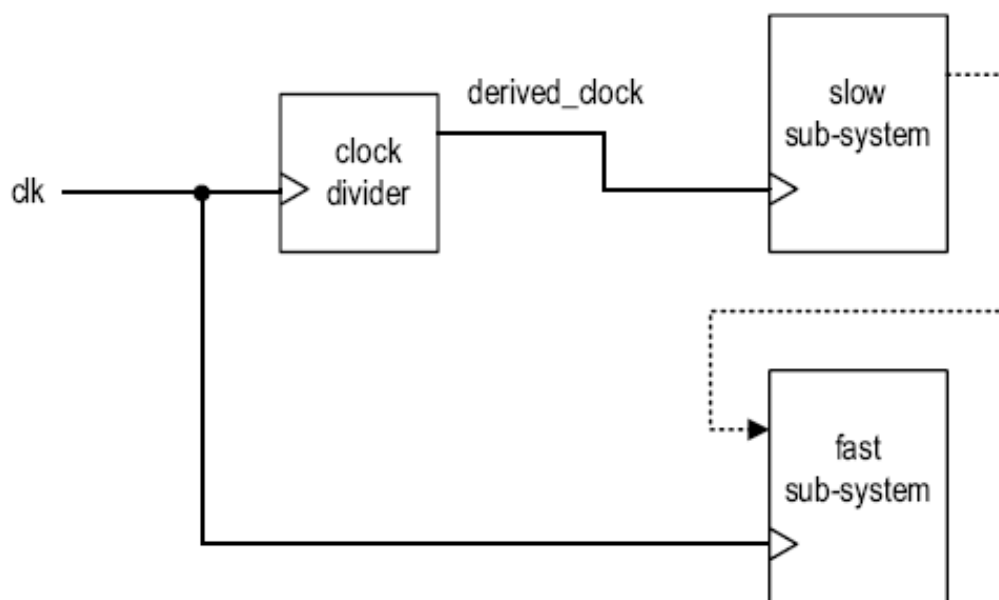 derived_clock
slow
sub-system
clock
divider
clk
fast
sub-system